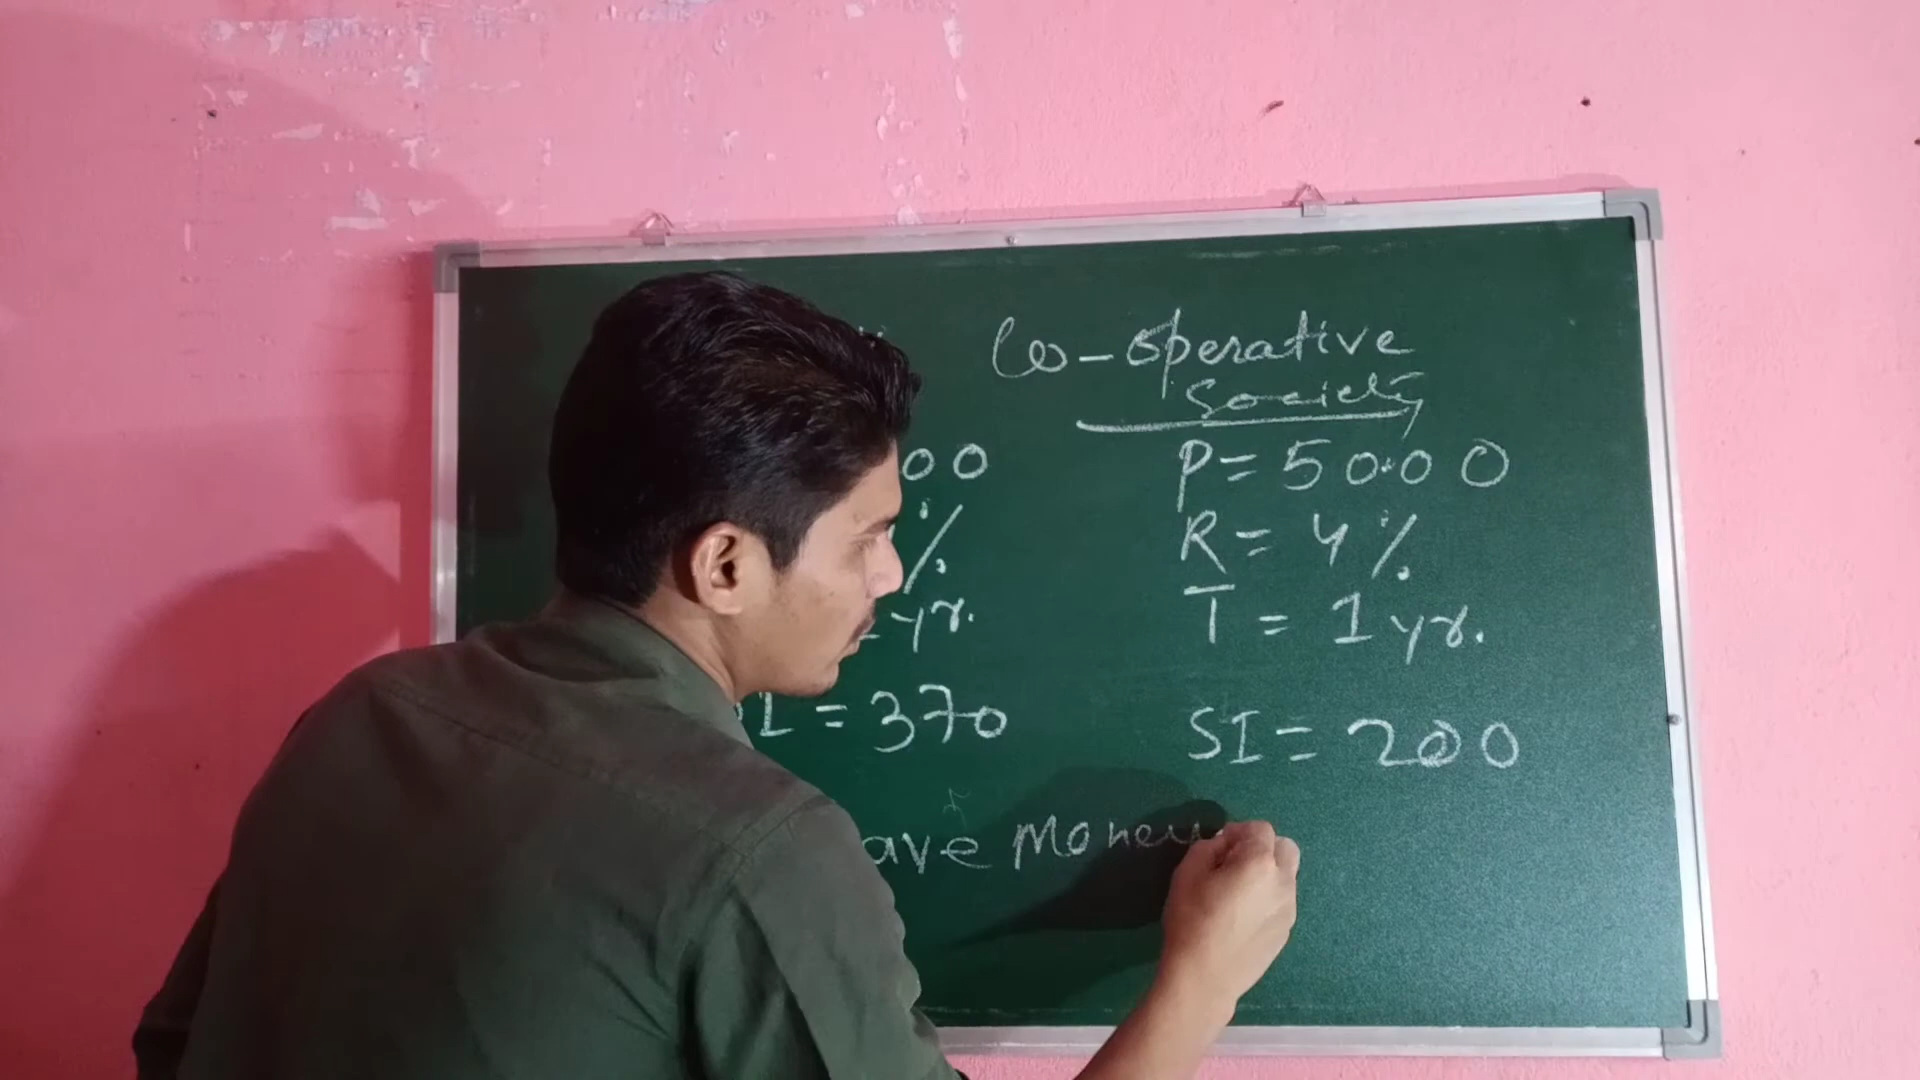 Co-operative
Society
00 P = 5000
% R = 4%
yr. T = 1 yr.
I = 370 SI = 200
ave Money